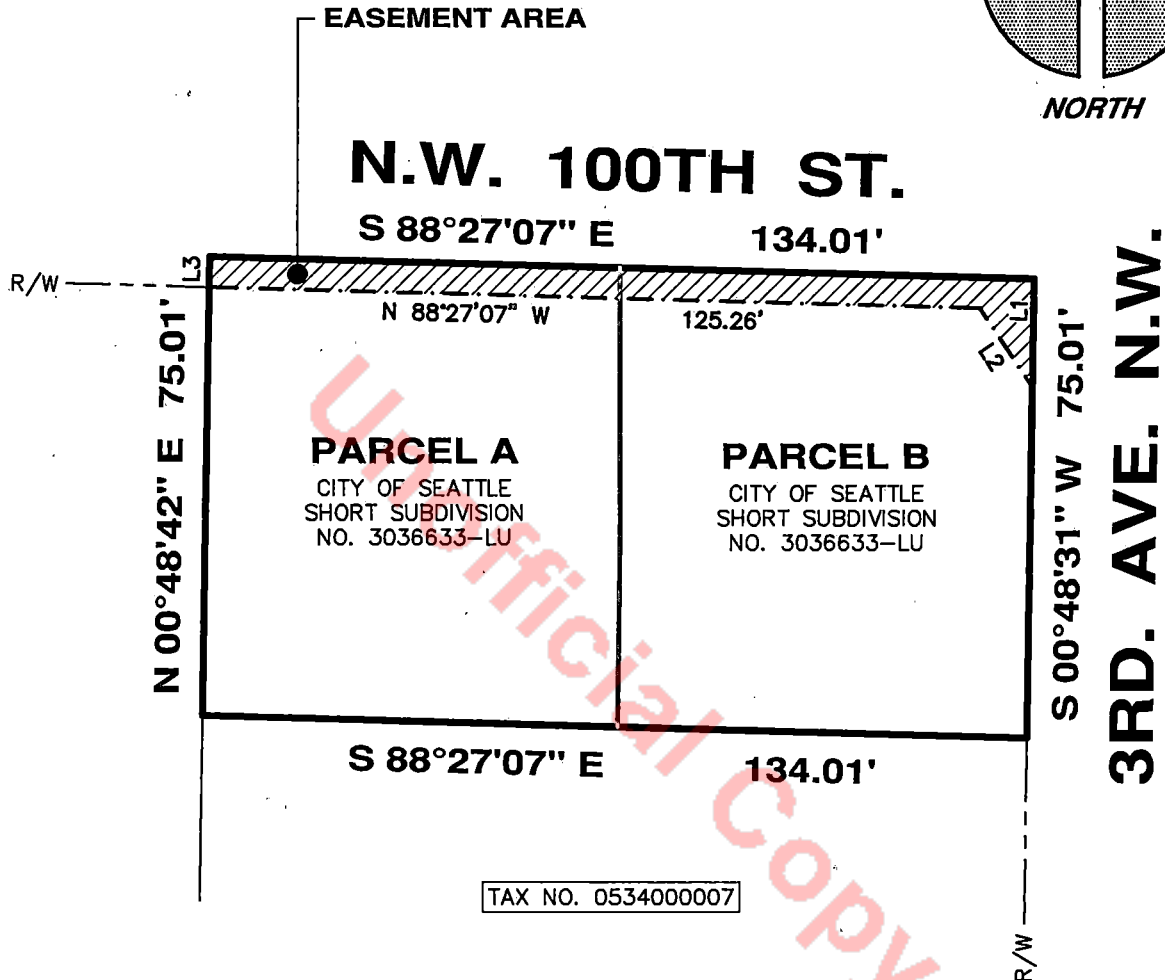 EASEMENT AREA
NORTH
N.W. 100TH ST.
S 88°27'07" E 134.01'
R/W
L3
N 88°27'07" W 125.26'
L1
L2
N 00°48'42" E 75.01'
PARCEL A
CITY OF SEATTLE
SHORT SUBDIVISION
NO. 3036633-LU
PARCEL B
CITY OF SEATTLE
SHORT SUBDIVISION
NO. 3036633-LU
S 00°48'31" W 75.01'
3RD. AVE. N.W.
S 88°27'07" E 134.01'
TAX NO. 0534000007
R/W
Unofficial Copy